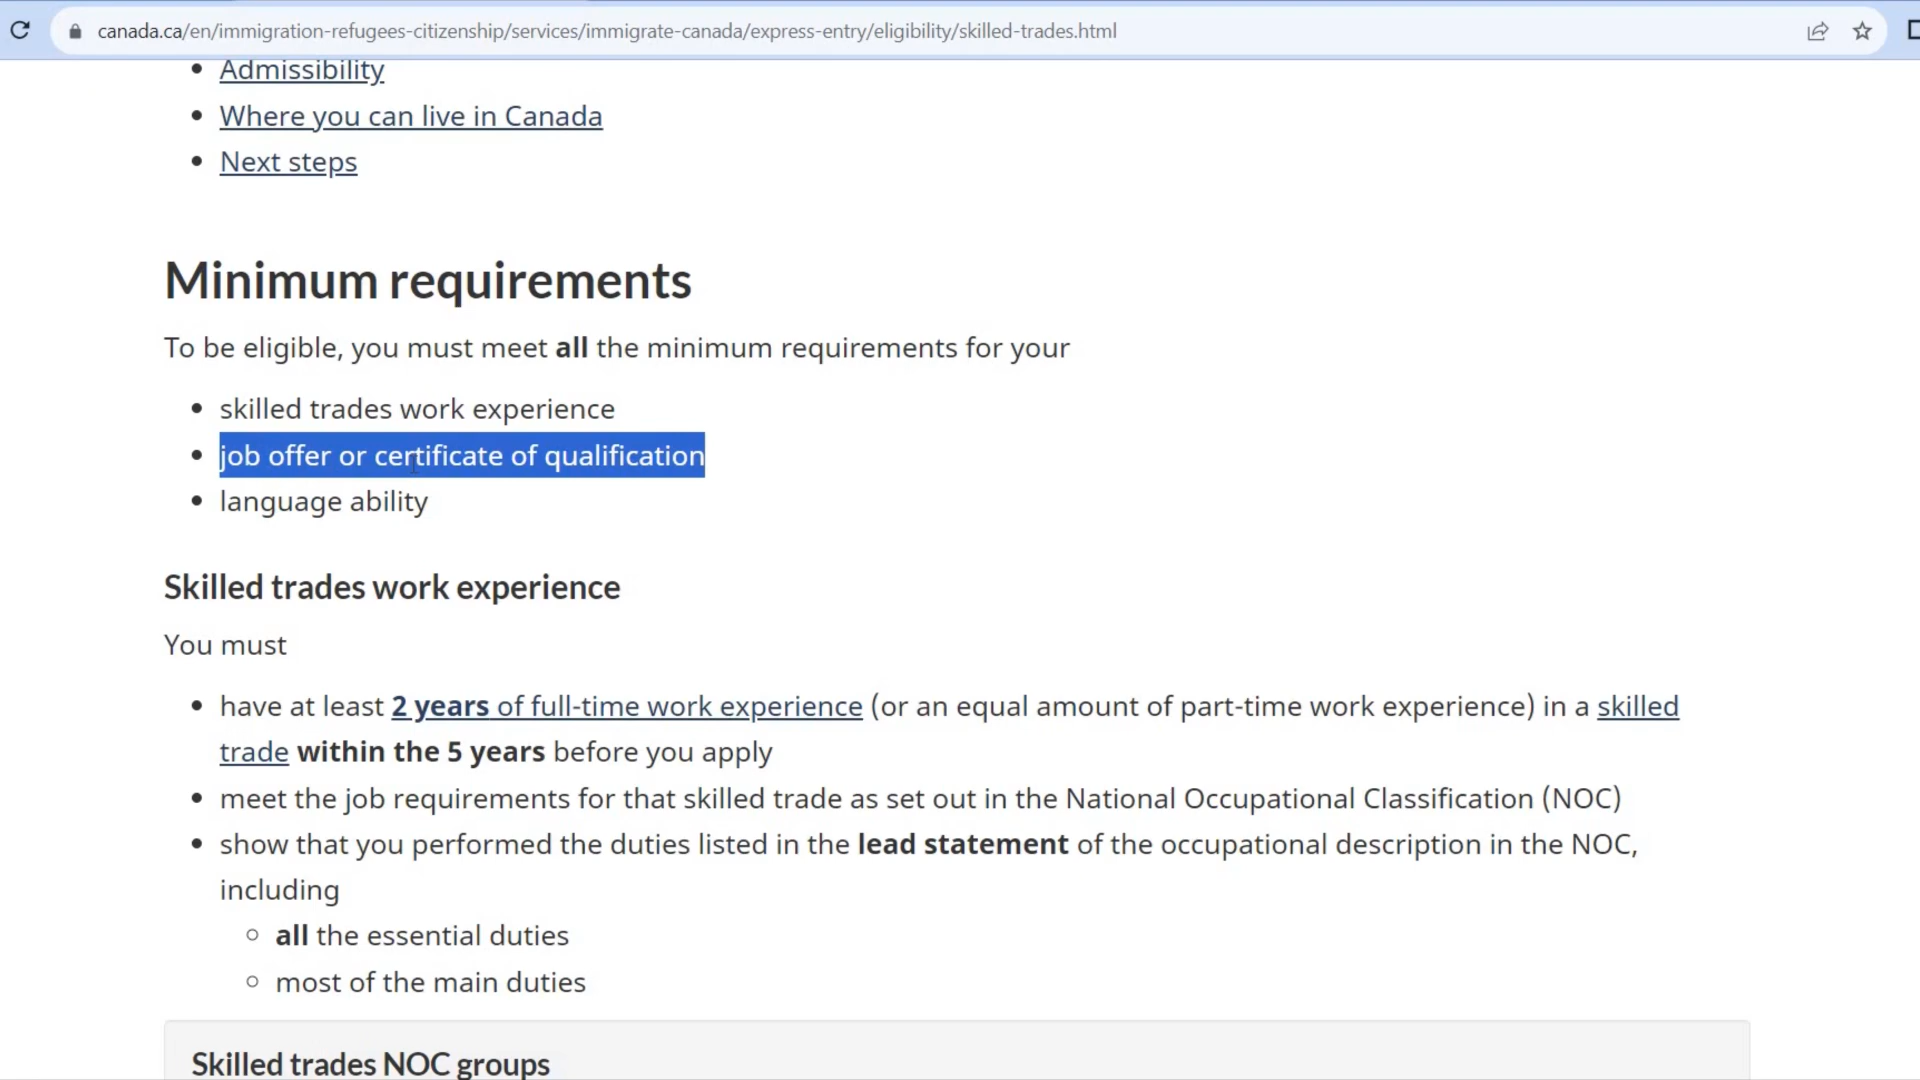 canada.ca/en/immigration-refugees-citizenship/services/immigrate-canada/express-entry/eligibility/skilled-trades.html
Admissibility
Where you can live in Canada
Next steps
Minimum requirements
To be eligible, you must meet all the minimum requirements for your
skilled trades work experience
job offer or certificate of qualification
language ability
Skilled trades work experience
You must
have at least 2 years of full-time work experience (or an equal amount of part-time work experience) in a skilled
trade within the 5 years before you apply
meet the job requirements for that skilled trade as set out in the National Occupational Classification (NOC)
show that you performed the duties listed in the lead statement of the occupational description in the NOC,
including
all the essential duties
most of the main duties
Skilled trades NOC groups